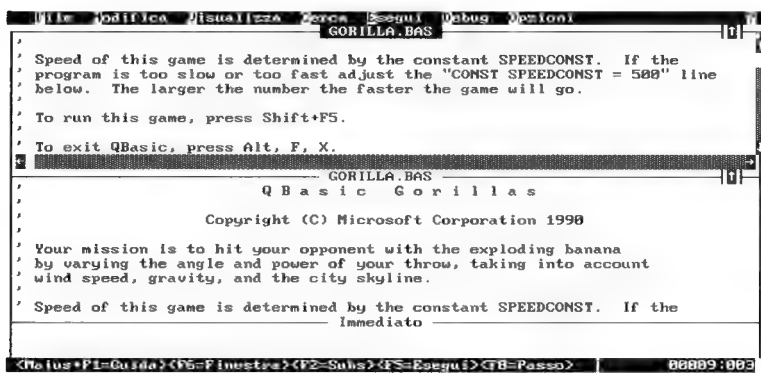 File Modifica Visualizza Cerca Esegui Debug Opzioni
GORILLA.BAS
' Speed of this game is determined by the constant SPEEDCONST.  If the
' program is too slow or too fast adjust the "CONST SPEEDCONST = 500" line
' below.  The larger the number the faster the game will go.
'
' To run this game, press Shift+F5.
'
' To exit QBasic, press Alt, F, X.
GORILLA.BAS
' Q B a s i c   G o r i l l a s
'
' Copyright (C) Microsoft Corporation 1990
'
' Your mission is to hit your opponent with the exploding banana
' by varying the angle and power of your throw, taking into account
' wind speed, gravity, and the city skyline.
'
' Speed of this game is determined by the constant SPEEDCONST.  If the
Immediato
<Maius+F1=Guida> <F6=Finestra> <F2=Subs> <F5=Esegui> <F8=Passo> 00009:003